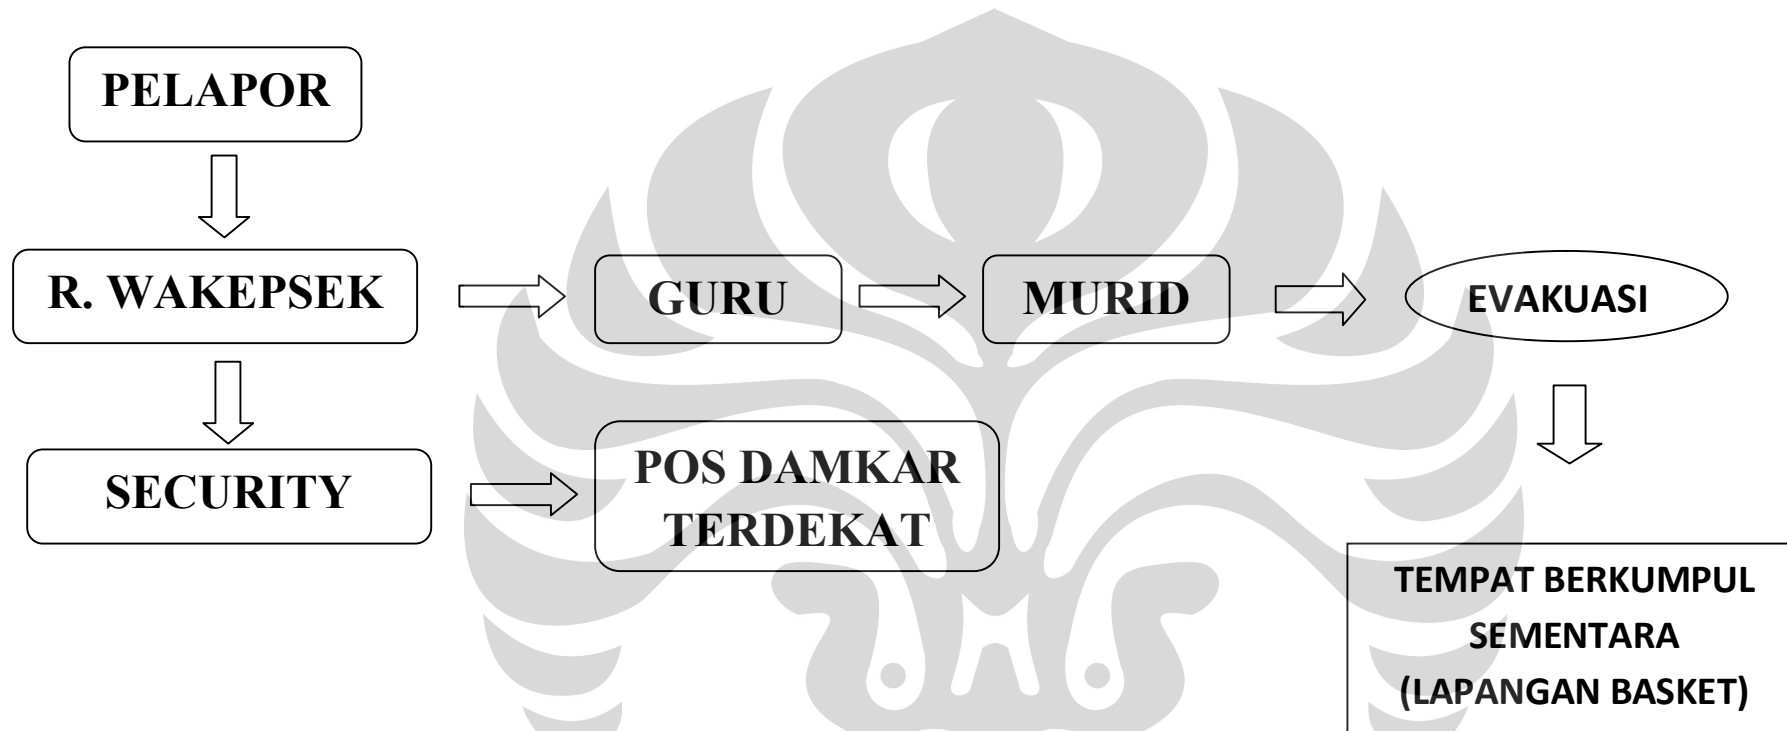 PELAPOR
R. WAKEPSEK
GURU
MURID
EVAKUASI
SECURITY
POS DAMKAR
TERDEKAT
TEMPAT BERKUMPUL
SEMENTARA
(LAPANGAN BASKET)